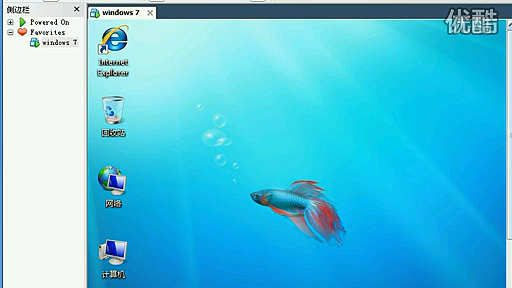 侧边栏
Powered On
Favorites
windows 7
windows 7
优酷
Internet
Explorer
回收站
网络
计算机